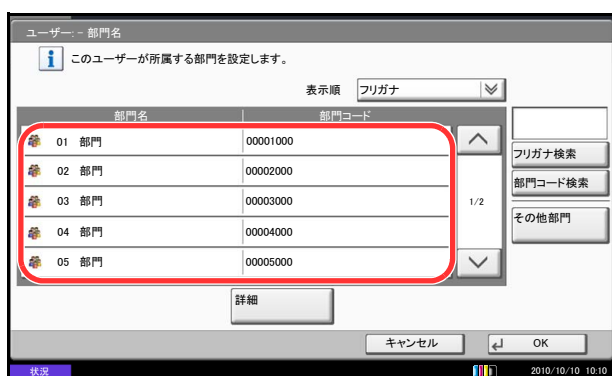 ユーザー: - 部門名
このユーザーが所属する部門を設定します。
表示順 フリガナ
部門名 部門コード
01 部門 00001000
02 部門 00002000
03 部門 00003000
04 部門 00004000
05 部門 00005000
1/2
フリガナ検索
部門コード検索
その他部門
詳細
キャンセル OK
状況 2010/10/10 10:10